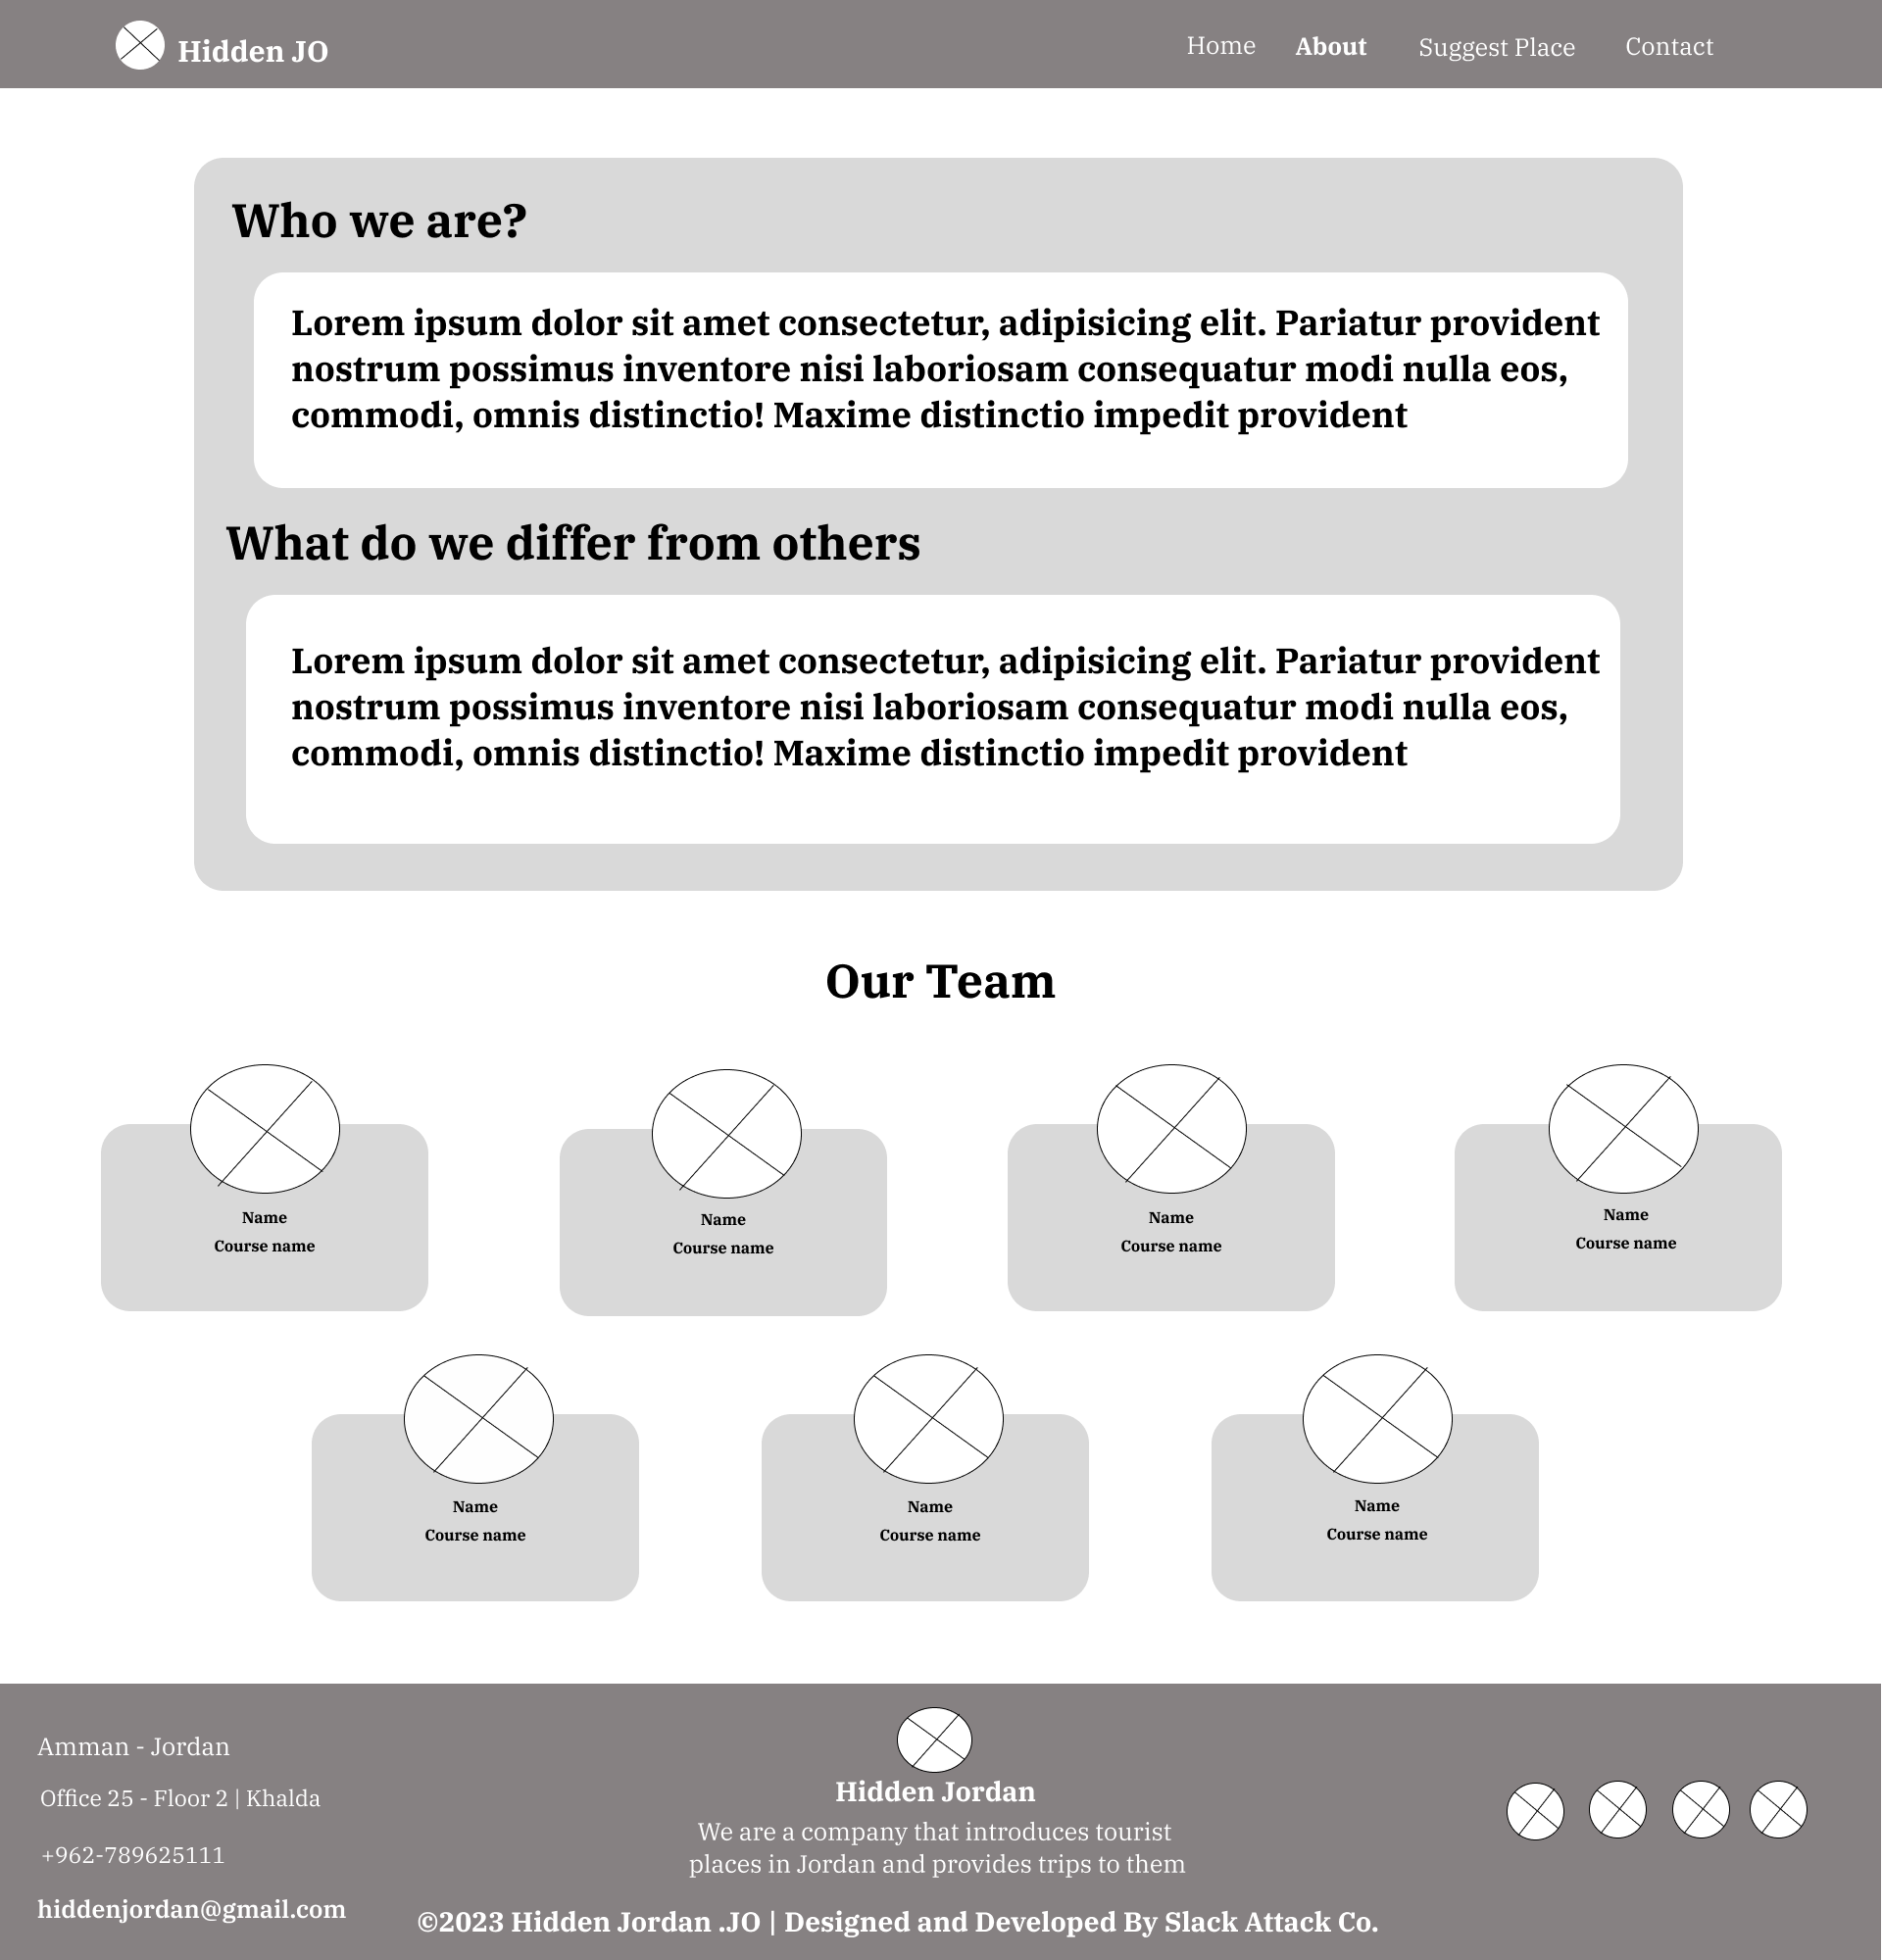 Hidden JO
Home
About
Suggest Place
Contact
Who we are?
Lorem ipsum dolor sit amet consectetur, adipisicing elit. Pariatur provident
nostrum possimus inventore nisi laboriosam consequatur modi nulla eos,
commodi, omnis distinctio! Maxime distinctio impedit provident
What do we differ from others
Lorem ipsum dolor sit amet consectetur, adipisicing elit. Pariatur provident
nostrum possimus inventore nisi laboriosam consequatur modi nulla eos,
commodi, omnis distinctio! Maxime distinctio impedit provident
Our Team
Name
Course name
Name
Course name
Name
Course name
Name
Course name
Name
Course name
Name
Course name
Name
Course name
Amman - Jordan
Office 25 - Floor 2 | Khalda
+962-789625111
hiddenjordan@gmail.com
Hidden Jordan
We are a company that introduces tourist
places in Jordan and provides trips to them
©2023 Hidden Jordan .JO | Designed and Developed By Slack Attack Co.